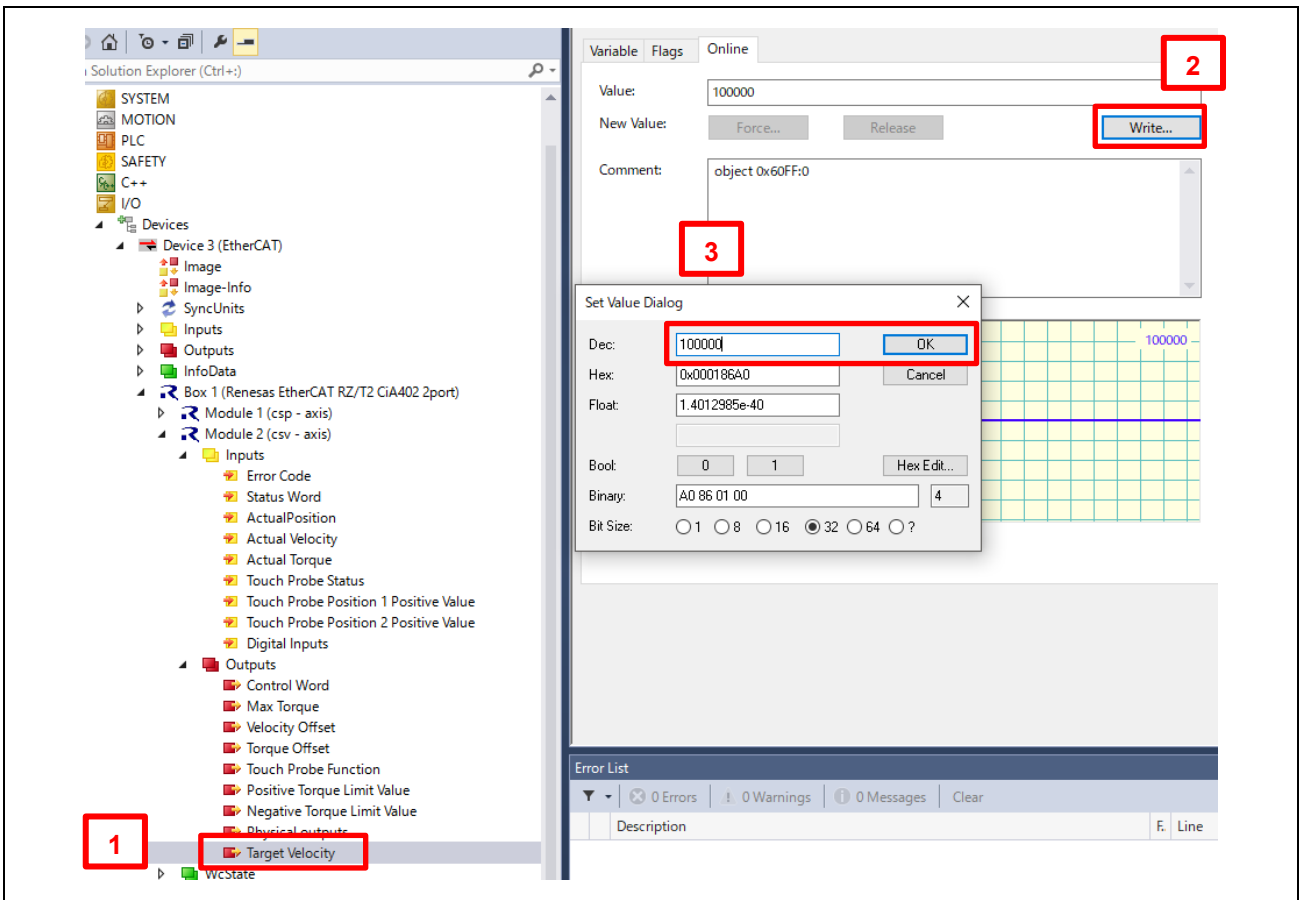 Solution Explorer (Ctrl+:)
SYSTEM
MOTION
PLC
SAFETY
C++
I/O
Devices
Device 3 (EtherCAT)
Image
Image-Info
SyncUnits
Inputs
Outputs
InfoData
Box 1 (Renesas EtherCAT RZ/T2 CiA402 2port)
Module 1 (csp - axis)
Module 2 (csv - axis)
Inputs
Error Code
Status Word
ActualPosition
Actual Velocity
Actual Torque
Touch Probe Status
Touch Probe Position 1 Positive Value
Touch Probe Position 2 Positive Value
Digital Inputs
Outputs
Control Word
Max Torque
Velocity Offset
Torque Offset
Touch Probe Function
Positive Torque Limit Value
Negative Torque Limit Value
Physical outputs
1
Target Velocity
WcState
Variable Flags Online
2
Value: 100000
New Value: Force... Release Write...
Comment: object 0x60FF:0
3
Set Value Dialog
Dec: 100000 OK
Hex: 0x000186A0 Cancel
Float: 1.4012985e-40
Bool: 0 1 Hex Edit...
Binary: A0 86 01 00 4
Bit Size: 1 8 16 32 64 ?
100000
Error List
0 Errors 0 Warnings 0 Messages Clear
Description F.. Line